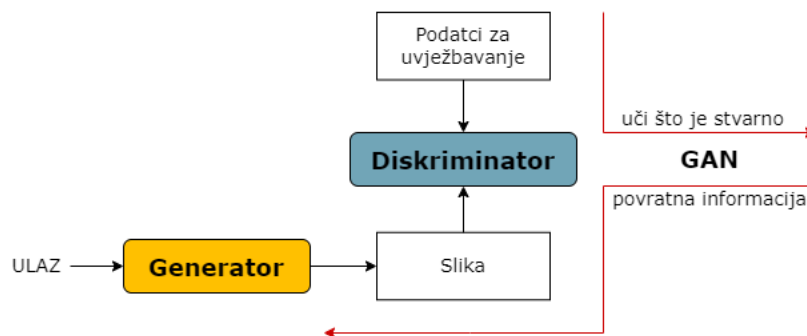 Podatci za
uvježbavanje
uči što je stvarno
Diskriminator
GAN
povratna informacija
ULAZ
Generator
Slika